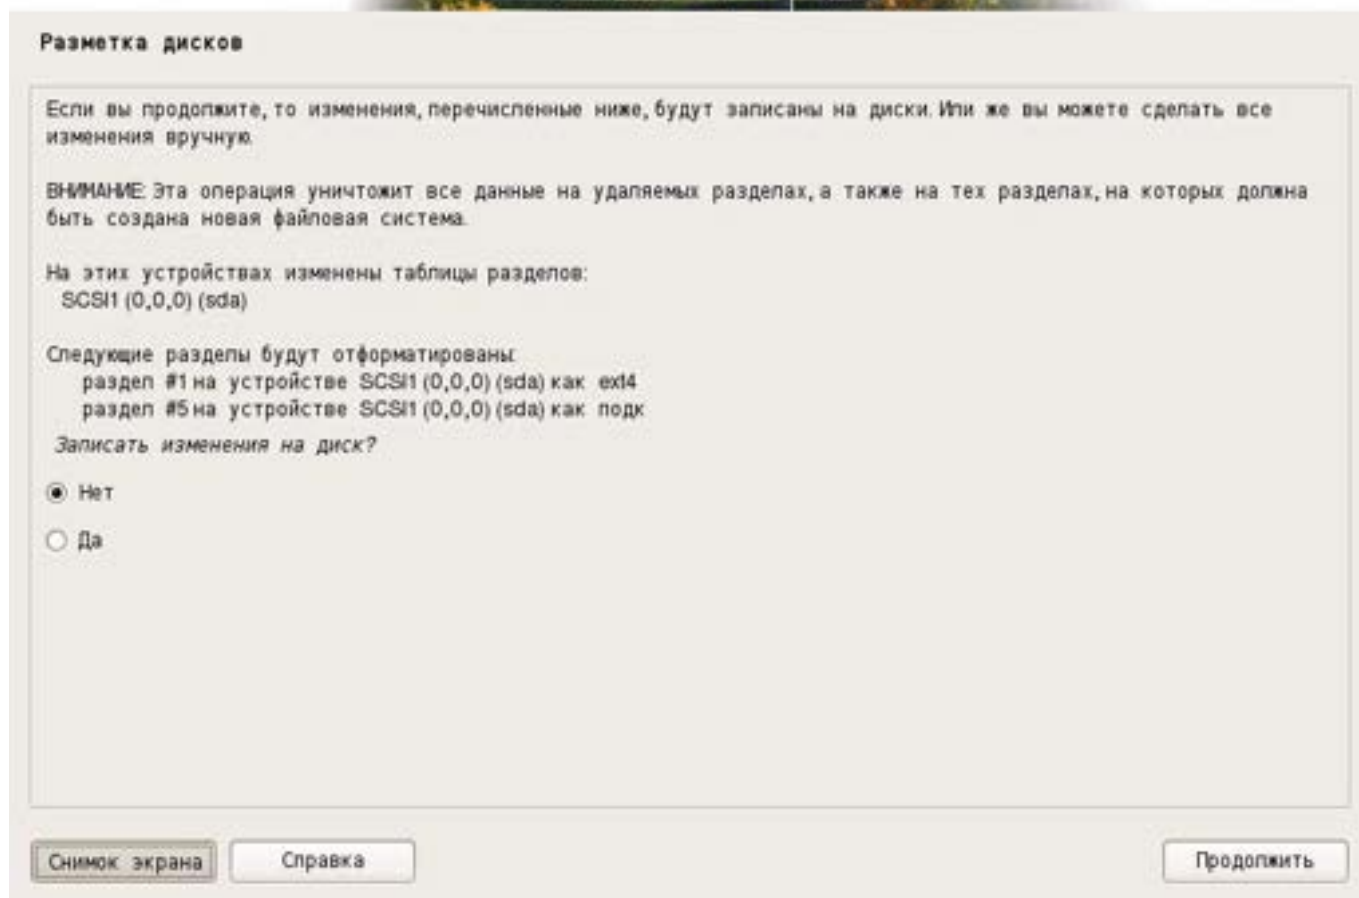 Разметка дисков
Если вы продолжите, то изменения, перечисленные ниже, будут записаны на диски. Или же вы можете сделать все
изменения вручную.
ВНИМАНИЕ: Эта операция уничтожит все данные на удаляемых разделах, а также на тех разделах, на которых должна
быть создана новая файловая система.
На этих устройствах изменены таблицы разделов:
SCSI1 (0,0,0) (sda)
Следующие разделы будут отформатированы:
раздел #1 на устройстве SCSI1 (0,0,0) (sda) как ext4
раздел #5 на устройстве SCSI1 (0,0,0) (sda) как подк
Записать изменения на диск?
Нет
Да
Снимок экрана
Справка
Продолжить